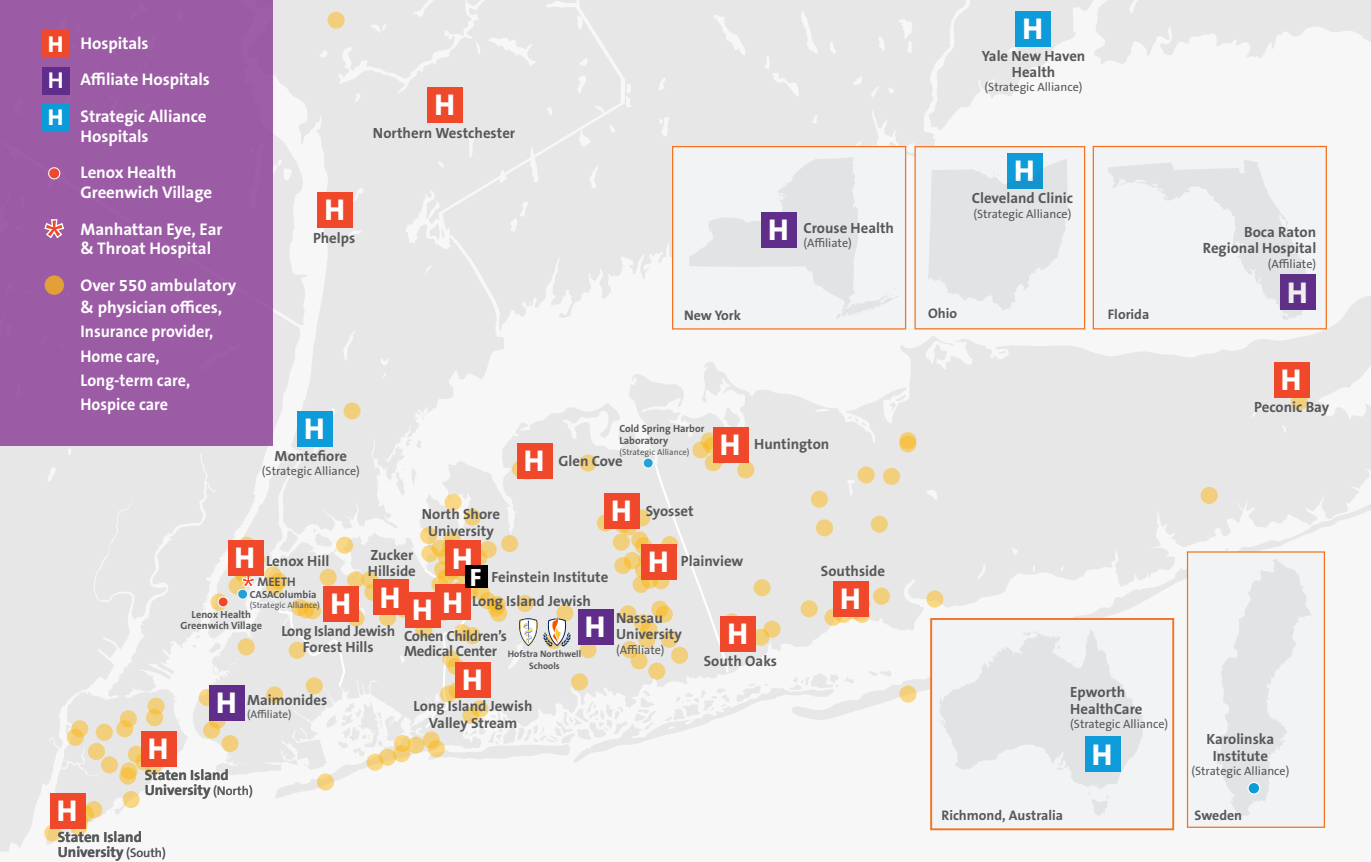 H Hospitals
H Affiliate Hospitals
H Strategic Alliance
Hospitals
Lenox Health
Greenwich Village
Manhattan Eye, Ear
& Throat Hospital
Over 550 ambulatory
& physician offices,
Insurance provider,
Home care,
Long-term care,
Hospice care
H
Yale New Haven
Health
(Strategic Alliance)
H
Northern Westchester
H
Phelps
H
Crouse Health
(Affiliate)
New York
H
Cleveland Clinic
(Strategic Alliance)
Ohio
Boca Raton
Regional Hospital
(Affiliate)
H
Florida
H
Peconic Bay
H
Montefiore
(Strategic Alliance)
H Glen Cove
Cold Spring Harbor
Laboratory
(Strategic Alliance)
H Huntington
H Syosset
North Shore
University
H
F Feinstein Institute
H Plainview
H Lenox Hill
MEETH
CASAColumbia
(Strategic Alliance)
Lenox Health
Greenwich Village
Zucker
Hillside
H
H
Long Island Jewish
Forest Hills
H
Cohen Children's
Medical Center
H Long Island Jewish
Hofstra Northwell
Schools
H Nassau
University
(Affiliate)
Southside
H
H
South Oaks
H
Long Island Jewish
Valley Stream
H Maimonides
(Affiliate)
H
Staten Island
University (North)
H
Staten Island
University (South)
Epworth
HealthCare
(Strategic Alliance)
H
Richmond, Australia
Karolinska
Institute
(Strategic Alliance)
Sweden